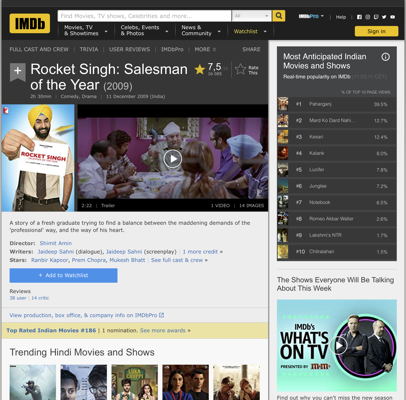 IMDb
Find Movies, TV shows, Celebrities and more...
All
IMDbPro
Help
Movies, TV
& Showtimes
Celebs, Events
& Photos
News &
Community
Watchlist
Sign in
FULL CAST AND CREW | TRIVIA | USER REVIEWS | IMDbPro | MORE
SHARE
Rocket Singh: Salesman
of the Year (2009)
7,5
Rate
This
2h 30min | Comedy, Drama | 11 December 2009 (India)
ROCKET SINGH
2:22 | Trailer
1 VIDEO | 14 IMAGES
A story of a fresh graduate trying to find a balance between the maddening demands of the
'professional' way, and the way of his heart.
Director: Shimit Amin
Writers: Jaideep Sahni (dialogue), Jaideep Sahni (screenplay) | 1 more credit »
Stars: Ranbir Kapoor, Prem Chopra, Mukesh Bhatt | See full cast & crew »
+ Add to Watchlist
Reviews
38 user | 14 critic
View production, box office, & company info on IMDbPro
Top Rated Indian Movies #186 | 1 nomination. See more awards »
Trending Hindi Movies and Shows
Most Anticipated Indian
Movies and Shows
Real-time popularity on IMDb
% OF TOP 10 PAGE VIEWS
#1 Paharganj 39.5%
#2 Mard Ko Dard Nahi... 12.7%
#3 Kesari 12.4%
#4 Kalank 8.0%
#5 Lucifer 7.8%
#6 Junglee 7.2%
#7 Notebook 6.5%
#8 Romeo Akbar Walter 2.6%
#9 Lakshmi's NTR 1.7%
#10 Chitralahari 1.5%
The Shows Everyone Will Be Talking
About This Week
IMDb's
WHAT'S
ON TV
PRESENTED BY M&M'S
Find out why you can't miss the new season